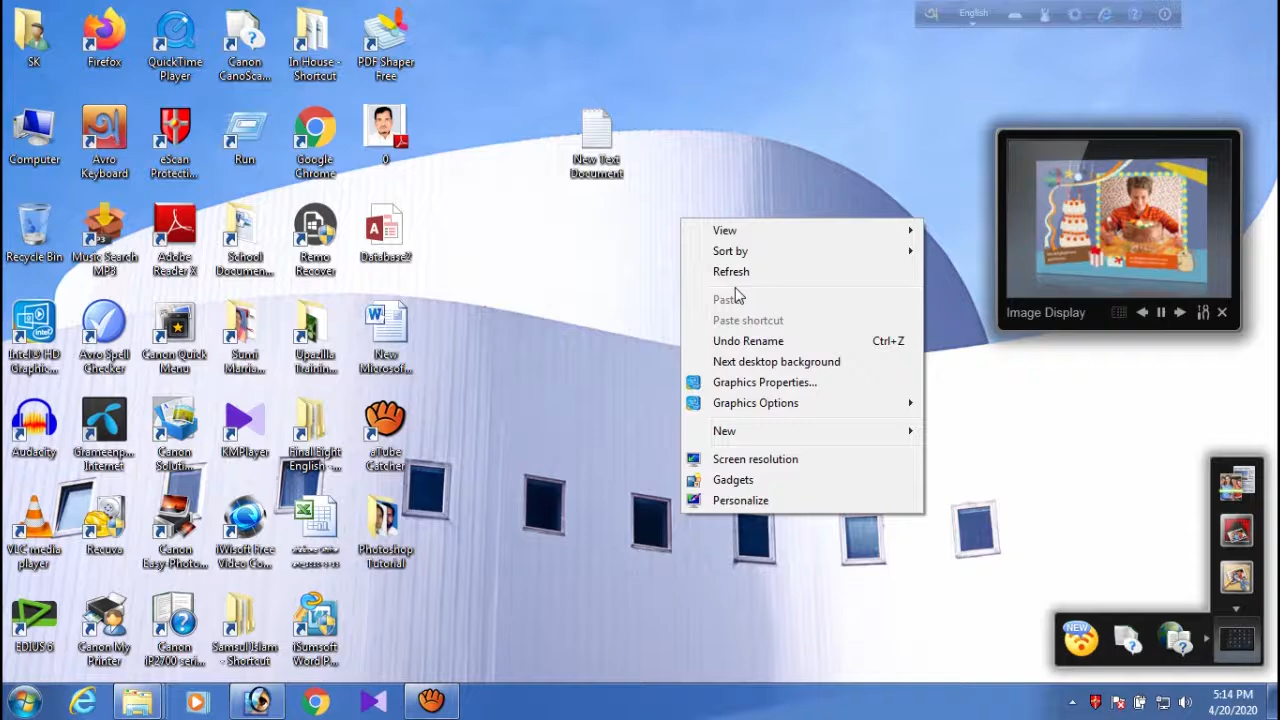 English
SK
Firefox
QuickTime
Player
Canon
CanoSca...
In House -
Shortcut
PDF Shaper
Free
Computer
Avro
Keyboard
eScan
Protecti...
Run
Google
Chrome
0
New Text
Document
Recycle Bin
Music Search
MP3
Adobe
Reader X
School
Documen...
Remo
Recover
Database2
View
Sort by
Refresh
Paste
Paste shortcut
Undo Rename Ctrl+Z
Next desktop background
Graphics Properties...
Graphics Options
New
Screen resolution
Gadgets
Personalize
Image Display
Intel® HD
Graphic...
Avro Spell
Checker
Canon Quick
Menu
Sumi
Marria...
Upazilla
Trainin...
New
Microsof...
Audacity
Grameenp...
Internet
Canon
Soluti...
KMPlayer
Final Eight
English -...
aTube
Catcher
VLC media
player
Recuva
Canon
Easy-Photo...
iWisoft Free
Video Co...
Photoshop
Tutorial
EDIUS 6
Canon My
Printer
Canon
iP2700 seri...
Samsul Islam
- Shortcut
iSumsoft
Word P...
NEW
5:14 PM
4/20/2020